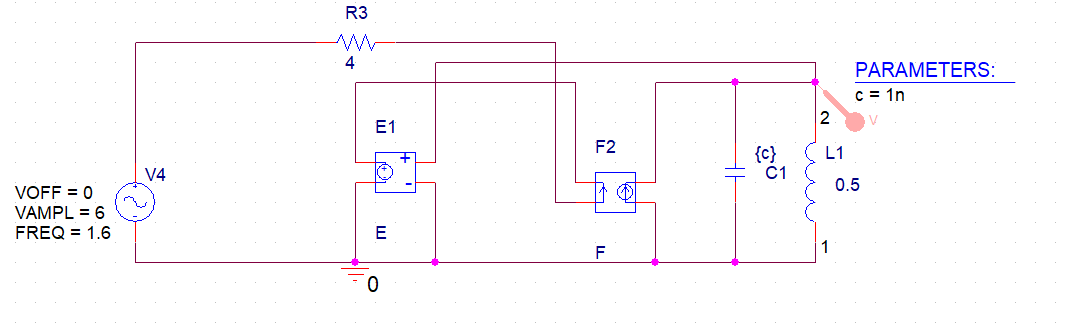 R3
4
PARAMETERS:
c = 1n
V
2
E1
+
-
F2
{c}
C1
L1
0.5
V4
VOFF = 0
VAMPL = 6
FREQ = 1.6
E
F
1
0